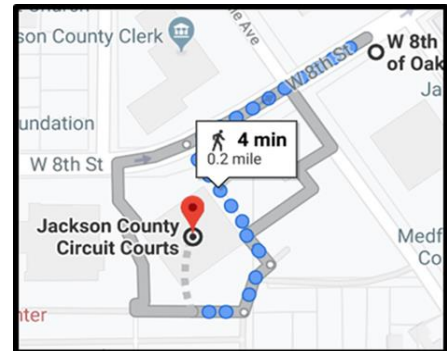 son County Clerk
W 8th St
W 8th
of Oak
Ja
undation
4 min
0.2 mile
W 8th St
Jackson County
Circuit Courts
Medf
Co
nter